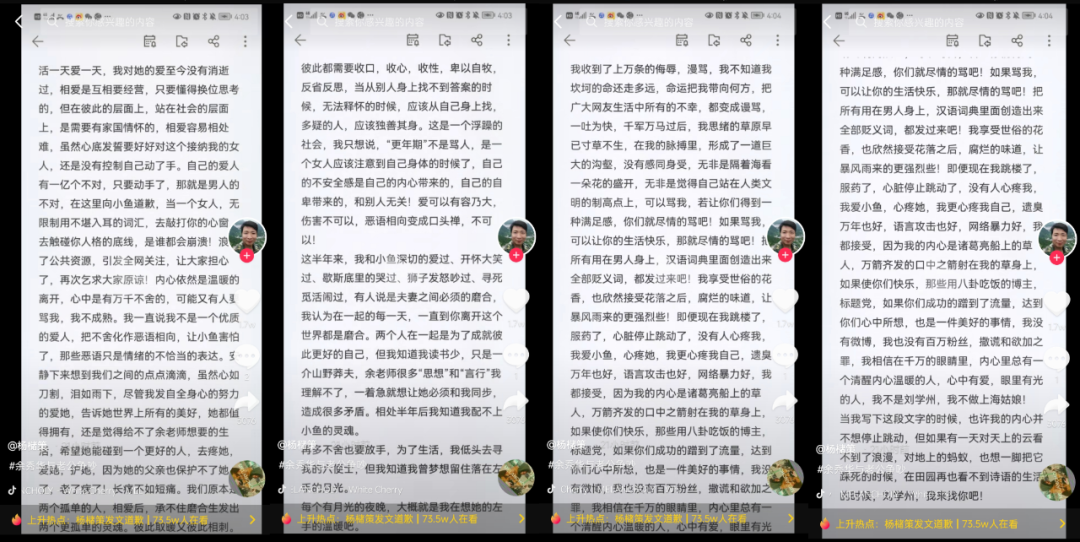 4:03
活一天爱一天，我对她的爱至今没有消逝
过，相爱是互相要经营，只要懂得换位思考
的，但在彼此的层面上，站在社会的层面
上，是需要有家国情怀的，相爱容易相处
难，虽然心底发誓要好好对这个接纳我的女
人，还是没有控制自己动了手。自己的爱人
有一亿个不对，只要动手了，那就是男人的
不对，在这里向小鱼道歉，当一个女人，无
限制用不堪入耳的词汇，去敲打你的心窗
去触碰你人格的底线，是谁都会崩溃！浪
了公共资源，引发全网关注，让大家担心
了，再次乞求大家原谅！内心依然是温暖的
离开，心中是有万千不舍的，可能又有人要
骂我，我不成熟。我一直说我不是一个优质
的爱人，把不舍化作恶语相向，让小鱼害怕
了，那些恶语只是情绪的不恰当的表达。安
静下来想到我们之间的点点滴滴，虽然心如
刀割，泪如雨下，尽管我发自全身心的努力
的爱她，告诉她世界上所有的美好，她都值
得拥有，还是觉得给不了余老师想要的生
活，希望她能碰到一个更好的人，去疼她，
爱她，护她，因为她的父亲也保护不了她
了，老了病了！长病不如短痛。我们原本是
两个孤单的人，相爱后，承不住磨合生发出
两个更孤单的灵魂。彼此取暖又彼此相刺。
@杨槠策
上升热点：杨槠策发文道歉 | 73.5w人在看
4:03
彼此都需要收口，收心，收性，卑以自牧，
反省反思，当从别人身上找不到答案的时
候，无法释怀的时候，应该从自己身上找，
多疑的人，应该独善其身。这是一个浮躁的
社会，我只想说，“更年期”不是骂人，是一
个女人应该注意到自己身体的时候了，自己
的不安全感是自己的内心带来的，自己的自
卑带来的，和别人无关！爱可以有容乃大，
伤害不可以，恶语相向变成口头禅，不可
以！
这半年来，我和小鱼深切的爱过、开怀大笑
过、歇斯底里的哭过、狮子发怒吵过、寻死
觅活闹过，有人说是夫妻之间必须的磨合，
我认为在一起的每一天，一直到你离开这个
世界都是磨合。两个人在一起是为了成就彼
此更好的自己，但我知道我读书少，只是一
介山野莽夫，余老师很多“思想”和“言行”我
理解不了，一着急就想让她必须和我同步，
造成很多矛盾。相处半年后我知道我配不上
小鱼的灵魂。
再多不舍也要放手，为了生活，我低头去寻
我的六便士，但我知道我曾梦想留住落在左
手的月光。
每个有月光的夜晚，大概就是我在想她的左
手的温暖吧。
@杨槠策
上升热点：杨槠策发文道歉 | 73.5w人在看
4:04
我收到了上万条的侮辱，漫骂，我不知道我
坎坷的命还走多远，命运把我带向何方，把
广大网友生活中所有的不幸，都变成谩骂，
一吐为快，千军万马过后，我思绪的草原早
已寸草不生，在我的脉搏里，形成了一道巨
大的沟壑，没有感同身受，无非是隔着海看
一朵花的盛开，无非是觉得自己站在人类文
明的制高点上，可以骂我，若让你们得到一
种满足感，你们就尽情的骂吧！如果骂我，
可以让你的生活快乐，那就尽情的骂吧！把
所有用在男人身上，汉语词典里面创造出来
全部贬义词，都发过来吧！我享受世俗的花
香，也欣然接受花落之后，腐烂的味道，让
暴风雨来的更强烈些！即便现在我跳楼了，
服药了，心脏停止跳动了，没有人心疼我，
我爱小鱼，心疼她，我更心疼我自己，遗臭
万年也好，语言攻击也好，网络暴力好，我
都接受，因为我的内心是诸葛亮船上的草
人，万箭齐发的口中之箭射在我的草身上，
如果使你们快乐，那些用八卦吃饭的博主，
标题党，如果你们成功的蹭到了流量，达到
你们心中所想，也是一件美好的事情，我没
有微博，我也没有百万粉丝，撒谎和欲加之
罪，我相信在千万的眼睛里，内心里总有一
个清醒内心温暖的人，心中有爱，眼里有光
@杨槠策
上升热点：杨槠策发文道歉 | 73.5w人在看
4:04
种满足感，你们就尽情的骂吧！如果骂我，
可以让你的生活快乐，那就尽情的骂吧！把
所有用在男人身上，汉语词典里面创造出来
全部贬义词，都发过来吧！我享受世俗的花
香，也欣然接受花落之后，腐烂的味道，让
暴风雨来的更强烈些！即便现在我跳楼了，
服药了，心脏停止跳动了，没有人心疼我，
我爱小鱼，心疼她，我更心疼我自己，遗臭
万年也好，语言攻击也好，网络暴力好，我
都接受，因为我的内心是诸葛亮船上的草
人，万箭齐发的口中之箭射在我的草身上，
如果使你们快乐，那些用八卦吃饭的博主，
标题党，如果你们成功的蹭到了流量，达到
你们心中所想，也是一件美好的事情，我没
有微博，我也没有百万粉丝，撒谎和欲加之
罪，我相信在千万的眼睛里，内心里总有一
个清醒内心温暖的人，心中有爱，眼里有光
的人，我不是刘学州，我不做上海姑娘！
当我写下这段文字的时候，也许我的内心并
不想停止跳动，但如果有一天对天上的云看
不到了浪漫，对地上的蚂蚁，也想一脚把它
踩死的时候，在田园再也看不到诗语的生活
的时候，刘学州，我来找你吧！
@杨槠策
上升热点：杨槠策发文道歉 | 73.5w人在看